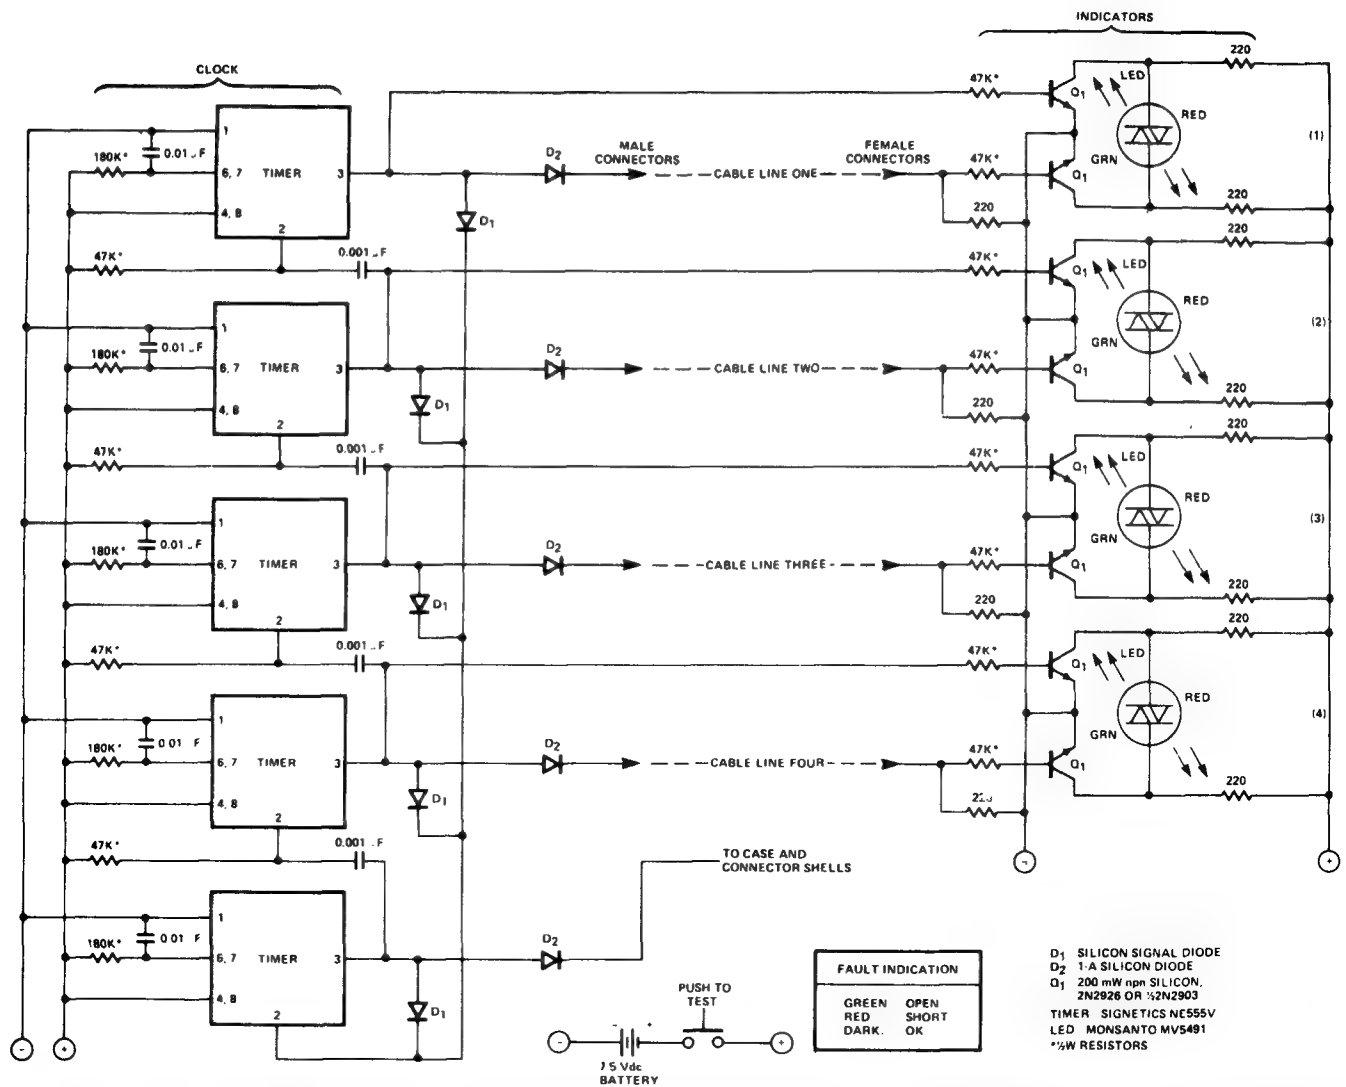 INDICATORS
CLOCK
220
47K*
Q1
LED
RED
GRN
(1)
1
180K*
0.01 F
6, 7
TIMER
3
4, 8
2
D2
MALE
CONNECTORS
CABLE LINE ONE
FEMALE
CONNECTORS
47K*
Q1
220
220
D1
47K*
0.001 F
220
47K*
Q1
LED
RED
GRN
(2)
1
180K*
0.01 F
6, 7
TIMER
3
4, 8
2
D2
CABLE LINE TWO
47K*
Q1
220
220
D1
47K*
0.001 F
220
47K*
Q1
LED
RED
GRN
(3)
1
180K*
0.01 F
6, 7
TIMER
3
4, 8
2
D2
CABLE LINE THREE
47K*
Q1
220
220
D1
47K*
0.001 F
220
47K*
Q1
LED
RED
GRN
(4)
1
180K*
0.01 F
6, 7
TIMER
3
4, 8
2
D2
CABLE LINE FOUR
47K*
Q1
220
D1
47K*
0.001 F
- +
TO CASE AND
CONNECTOR SHELLS
1
180K*
0.01 F
6, 7
TIMER
3
4, 8
2
D2
D1
- +
PUSH TO
TEST
- - + +
7 5 Vdc
BATTERY
FAULT INDICATION
GREEN OPEN
RED SHORT
DARK. OK
D1 SILICON SIGNAL DIODE
D2 1-A SILICON DIODE
Q1 200 mW npn SILICON,
2N2926 OR ½2N2903
TIMER SIGNETICS NE555V
LED MONSANTO MV5491
*½W RESISTORS